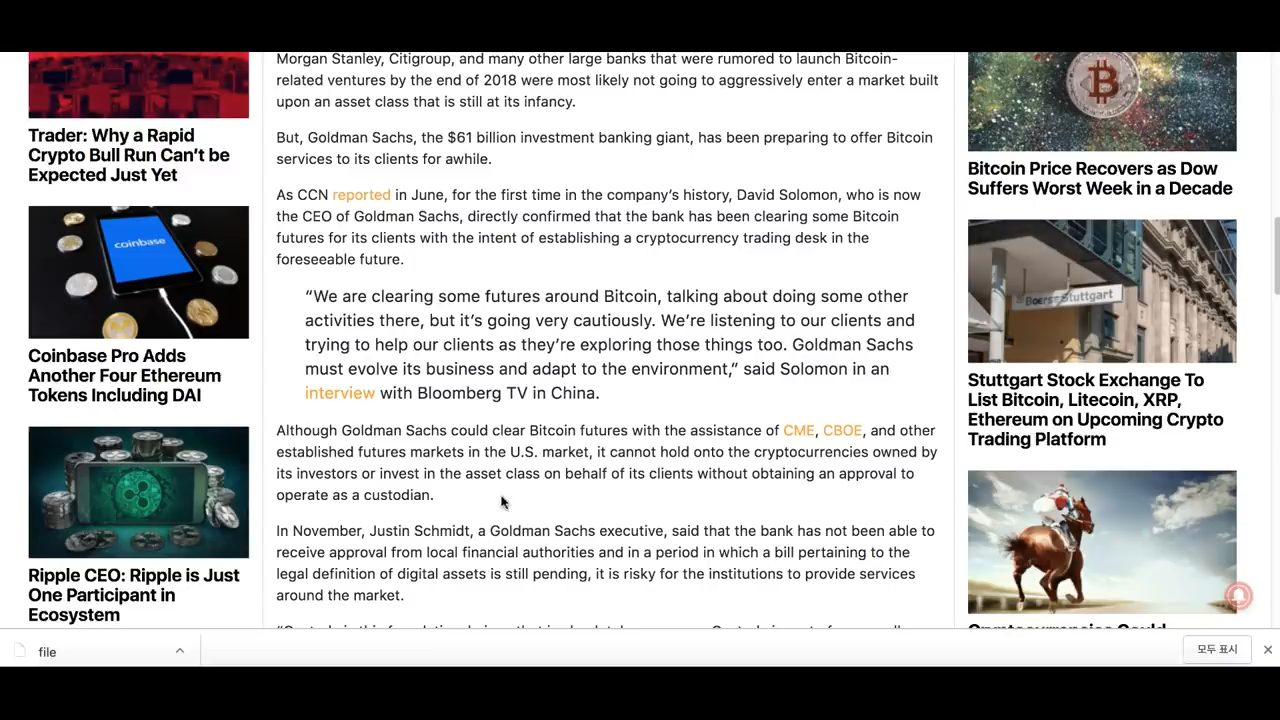 Trader: Why a Rapid
Crypto Bull Run Can’t be
Expected Just Yet
coinbase
Coinbase Pro Adds
Another Four Ethereum
Tokens Including DAI
Ripple CEO: Ripple is Just
One Participant in
Ecosystem
Morgan Stanley, Citigroup, and many other large banks that were rumored to launch Bitcoin-
related ventures by the end of 2018 were most likely not going to aggressively enter a market built
upon an asset class that is still at its infancy.
But, Goldman Sachs, the $61 billion investment banking giant, has been preparing to offer Bitcoin
services to its clients for awhile.
As CCN reported in June, for the first time in the company’s history, David Solomon, who is now
the CEO of Goldman Sachs, directly confirmed that the bank has been clearing some Bitcoin
futures for its clients with the intent of establishing a cryptocurrency trading desk in the
foreseeable future.
“We are clearing some futures around Bitcoin, talking about doing some other
activities there, but it’s going very cautiously. We’re listening to our clients and
trying to help our clients as they’re exploring those things too. Goldman Sachs
must evolve its business and adapt to the environment,” said Solomon in an
interview with Bloomberg TV in China.
Although Goldman Sachs could clear Bitcoin futures with the assistance of CME, CBOE, and other
established futures markets in the U.S. market, it cannot hold onto the cryptocurrencies owned by
its investors or invest in the asset class on behalf of its clients without obtaining an approval to
operate as a custodian.
In November, Justin Schmidt, a Goldman Sachs executive, said that the bank has not been able to
receive approval from local financial authorities and in a period in which a bill pertaining to the
legal definition of digital assets is still pending, it is risky for the institutions to provide services
around the market.
Bitcoin Price Recovers as Dow
Suffers Worst Week in a Decade
Boerse Stuttgart
Stuttgart Stock Exchange To
List Bitcoin, Litecoin, XRP,
Ethereum on Upcoming Crypto
Trading Platform
file
모두 표시